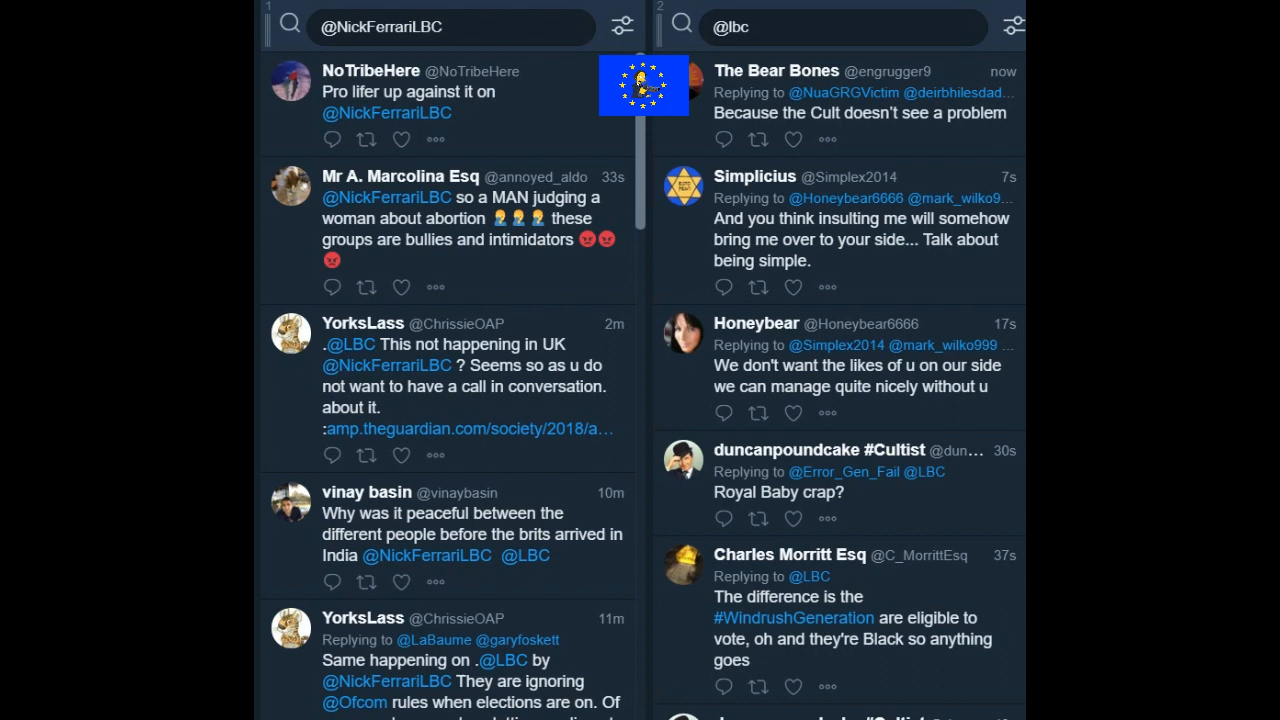 1
@NickFerrariLBC
NoTribeHere @NoTribeHere
Pro lifer up against it on
@NickFerrariLBC
Mr A. Marcolina Esq @annoyed_aldo 33s
@NickFerrariLBC so a MAN judging a
woman about abortion 🤦🤦🤦 these
groups are bullies and intimidators 😡😡
😡
YorksLass @ChrissieOAP 2m
.@LBC This not happening in UK
@NickFerrariLBC ? Seems so as u do
not want to have a call in conversation.
about it.
:amp.theguardian.com/society/2018/a…
vinay basin @vinaybasin 10m
Why was it peaceful between the
different people before the brits arrived in
India @NickFerrariLBC @LBC
YorksLass @ChrissieOAP 11m
Replying to @LaBaume @garyfoskett
Same happening on .@LBC by
@NickFerrariLBC They are ignoring
@Ofcom rules when elections are on. Of
2
@lbc
The Bear Bones @engrugger9 now
Replying to @NuaGRGVictim @deirbhilesdad…
Because the Cult doesn't see a problem
Simplicius @Simplex2014 7s
Replying to @Honeybear6666 @mark_wilko9…
And you think insulting me will somehow
bring me over to your side... Talk about
being simple.
Honeybear @Honeybear6666 17s
Replying to @Simplex2014 @mark_wilko999 …
We don't want the likes of u on our side
we can manage quite nicely without u
duncanpoundcake #Cultist @dun… 30s
Replying to @Error_Gen_Fail @LBC
Royal Baby crap?
Charles Morritt Esq @C_MorrittEsq 37s
Replying to @LBC
The difference is the
#WindrushGeneration are eligible to
vote, oh and they're Black so anything
goes